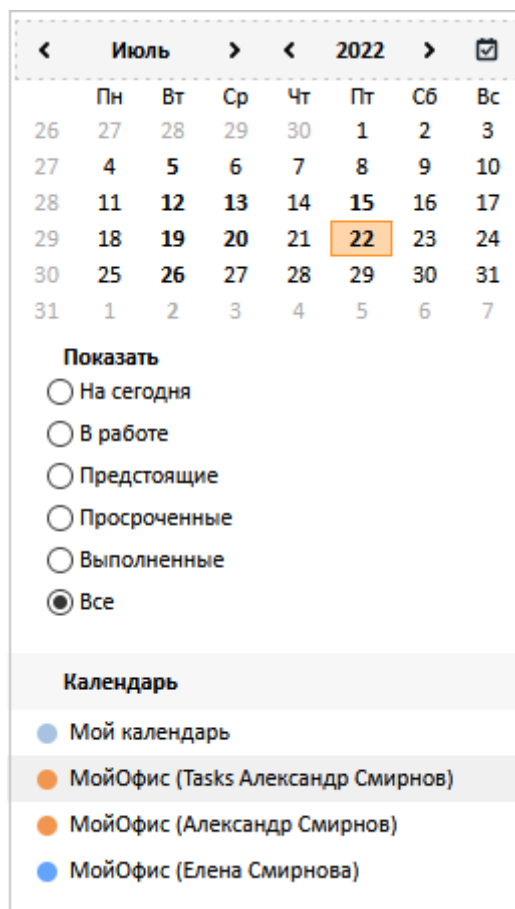 Июль 2022
Пн Вт Ср Чт Пт Сб Вс
26 27 28 29 30 1 2 3
27 4 5 6 7 8 9 10
28 11 12 13 14 15 16 17
29 18 19 20 21 22 23 24
30 25 26 27 28 29 30 31
31 1 2 3 4 5 6 7
Показать
На сегодня
В работе
Предстоящие
Просроченные
Выполненные
Все
Календарь
Мой календарь
МойОфис (Tasks Александр Смирнов)
МойОфис (Александр Смирнов)
МойОфис (Елена Смирнова)